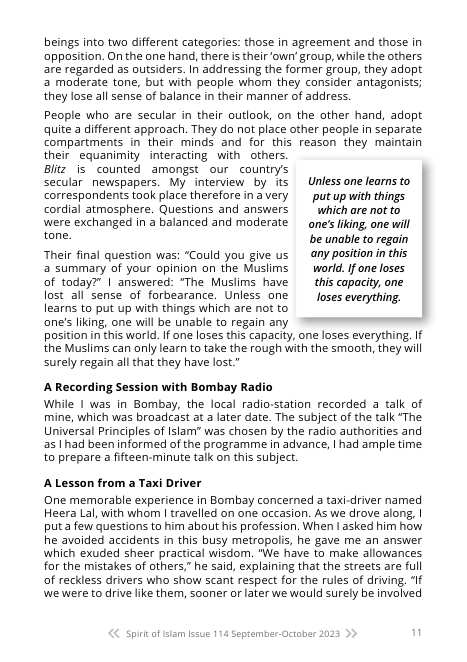 beings into two different categories: those in agreement and those in
opposition. On the one hand, there is their ‘own’ group, while the others
are regarded as outsiders. In addressing the former group, they adopt
a moderate tone, but with people whom they consider antagonists;
they lose all sense of balance in their manner of address.
People who are secular in their outlook, on the other hand, adopt
quite a different approach. They do not place other people in separate
compartments in their minds and for this reason they maintain
their equanimity interacting with others.
Blitz is counted amongst our country’s
secular newspapers. My interview by its
correspondents took place therefore in a very
cordial atmosphere. Questions and answers
were exchanged in a balanced and moderate
tone.
Their final question was: “Could you give us
a summary of your opinion on the Muslims
of today?” I answered: “The Muslims have
lost all sense of forbearance. Unless one
learns to put up with things which are not to
one’s liking, one will be unable to regain any
position in this world. If one loses this capacity, one loses everything. If
the Muslims can only learn to take the rough with the smooth, they will
surely regain all that they have lost.”
Unless one learns to
put up with things
which are not to
one’s liking, one will
be unable to regain
any position in this
world. If one loses
this capacity, one
loses everything.
A Recording Session with Bombay Radio
While I was in Bombay, the local radio-station recorded a talk of
mine, which was broadcast at a later date. The subject of the talk “The
Universal Principles of Islam” was chosen by the radio authorities and
as I had been informed of the programme in advance, I had ample time
to prepare a fifteen-minute talk on this subject.
A Lesson from a Taxi Driver
One memorable experience in Bombay concerned a taxi-driver named
Heera Lal, with whom I travelled on one occasion. As we drove along, I
put a few questions to him about his profession. When I asked him how
he avoided accidents in this busy metropolis, he gave me an answer
which exuded sheer practical wisdom. “We have to make allowances
for the mistakes of others,” he said, explaining that the streets are full
of reckless drivers who show scant respect for the rules of driving. “If
we were to drive like them, sooner or later we would surely be involved
Spirit of Islam Issue 114 September-October 2023
11